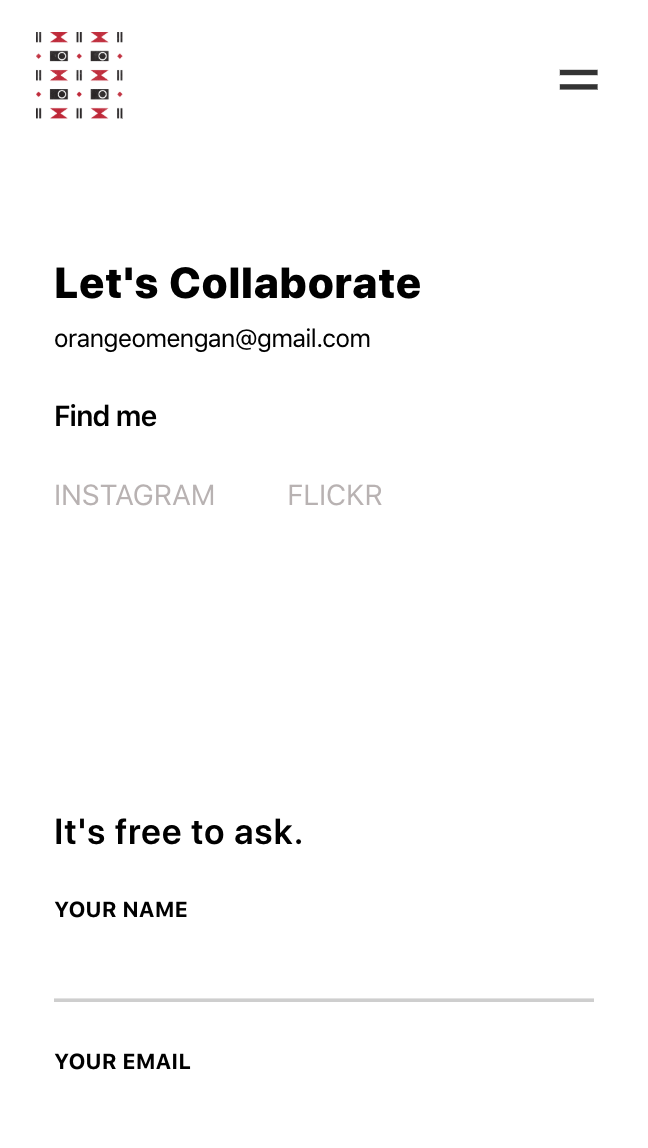 Let's Collaborate
orangeomengan@gmail.com
Find me
INSTAGRAM FLICKR
It's free to ask.
YOUR NAME
YOUR EMAIL